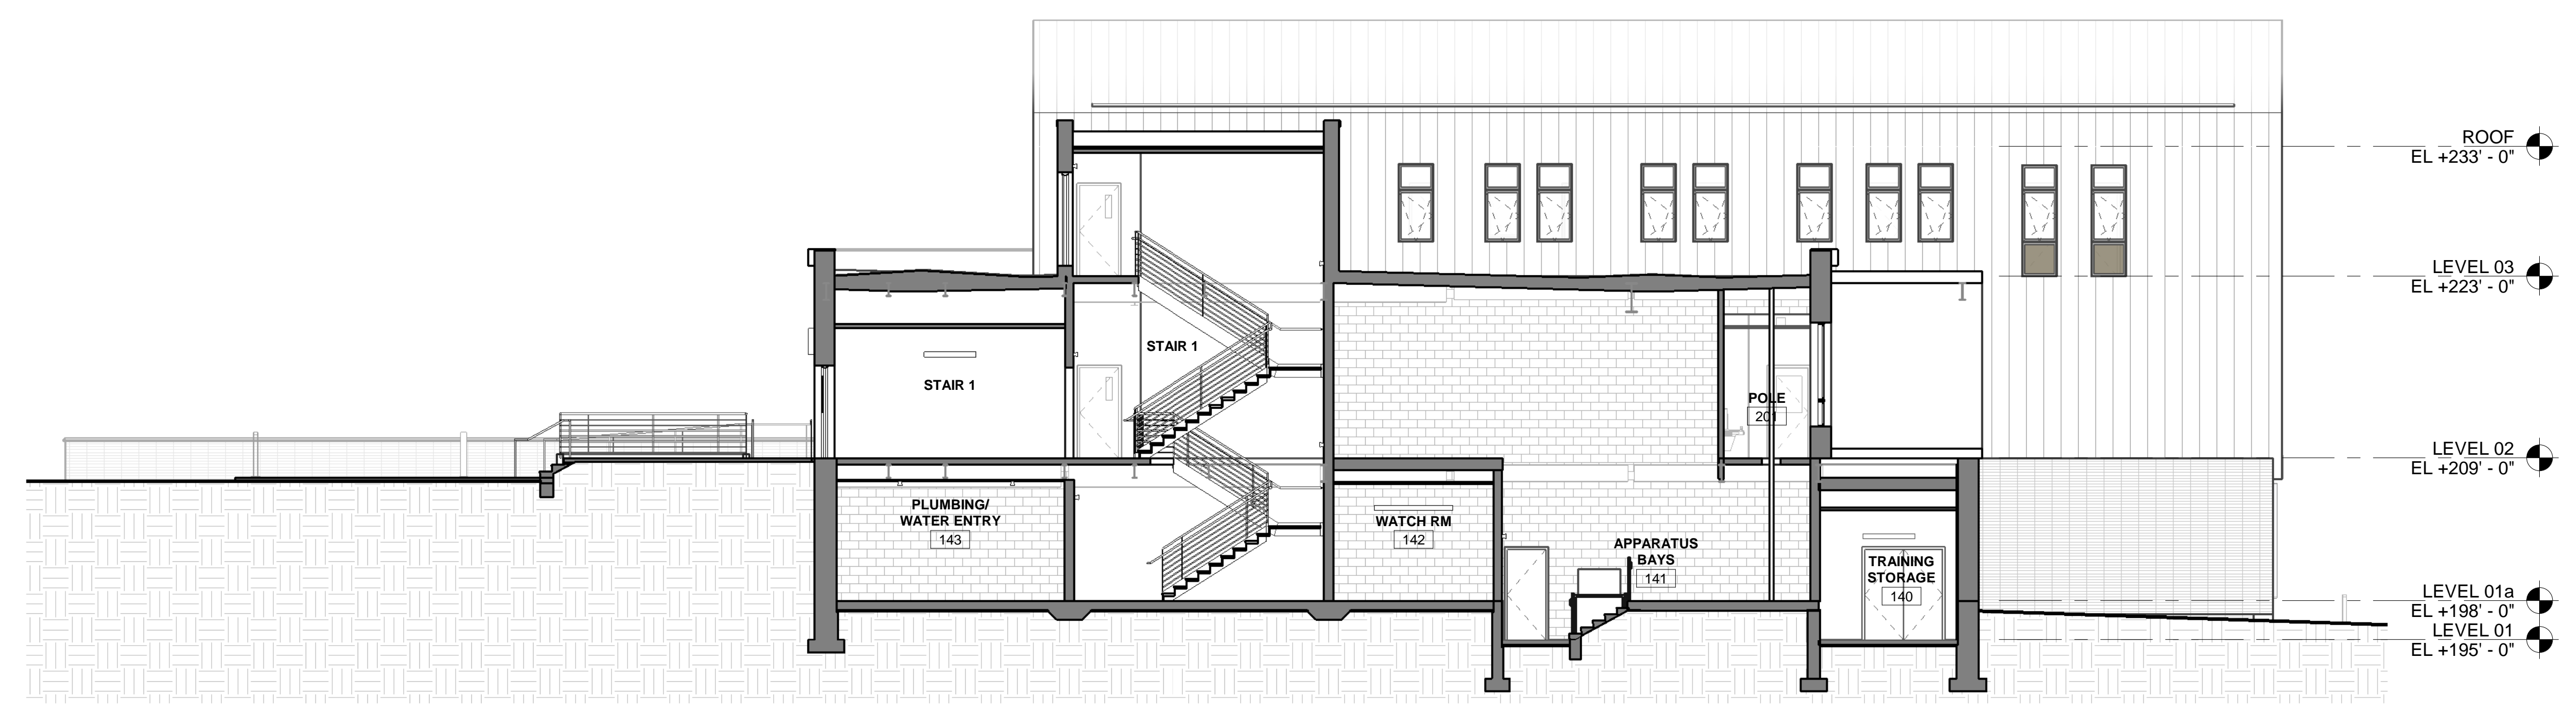 ROOF
EL +233' - 0"
LEVEL 03
EL +223' - 0"
STAIR 1
STAIR 1
POLE
201
LEVEL 02
EL +209' - 0"
PLUMBING/
WATER ENTRY
143
WATCH RM
142
APPARATUS
BAYS
141
TRAINING
STORAGE
140
LEVEL 01a
EL +198' - 0"
LEVEL 01
EL +195' - 0"